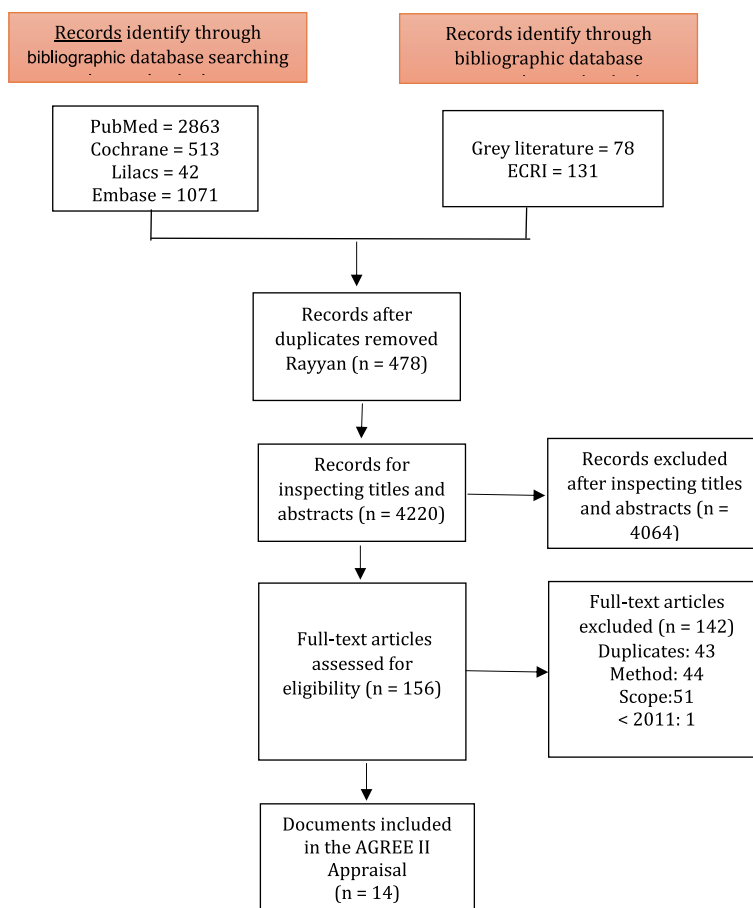 Records identify through
bibliographic database searching
Records identify through
bibliographic database
PubMed = 2863
Cochrane = 513
Lilacs = 42
Embase = 1071
Grey literature = 78
ECRI = 131
Records after
duplicates removed
Rayyan (n = 478)
Records for
inspecting titles and
abstracts (n = 4220)
Records excluded
after inspecting titles
and abstracts (n =
4064)
Full-text articles
assessed for
eligibility (n = 156)
Full-text articles
excluded (n = 142)
Duplicates: 43
Method: 44
Scope:51
< 2011: 1
Documents included
in the AGREE II
Appraisal
(n = 14)